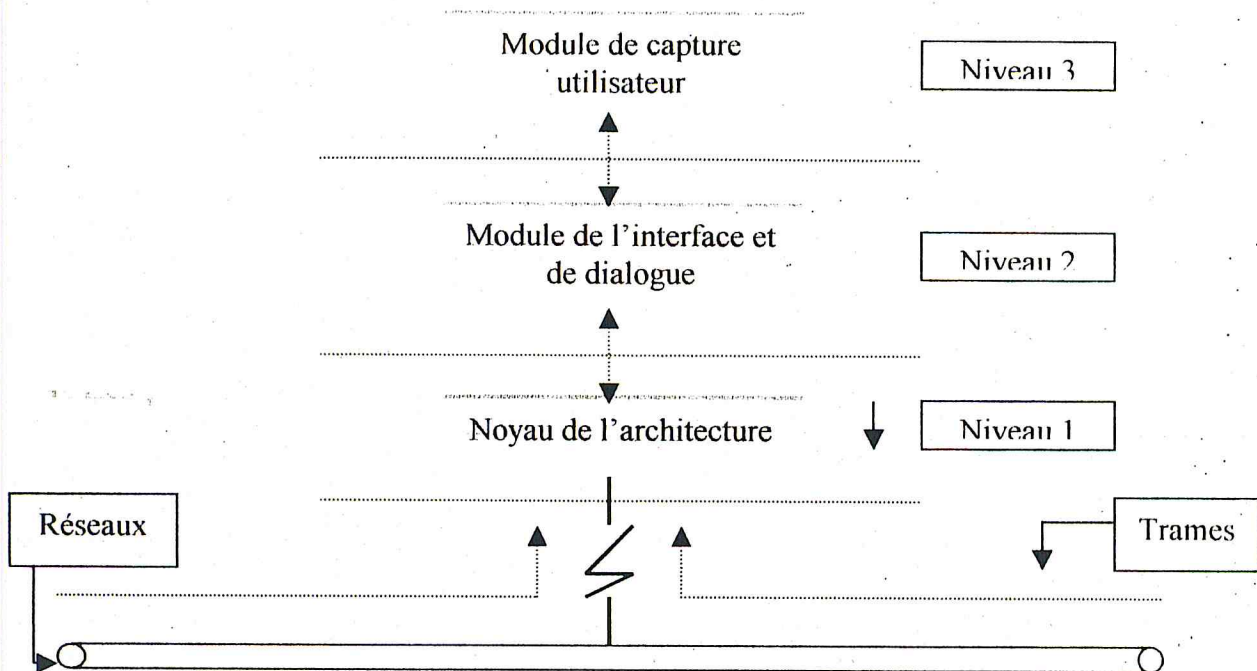 Module de capture
utilisateur
Niveau 3
Module de l'interface et
de dialogue
Niveau 2
Noyau de l'architecture
Niveau 1
Réseaux
Trames